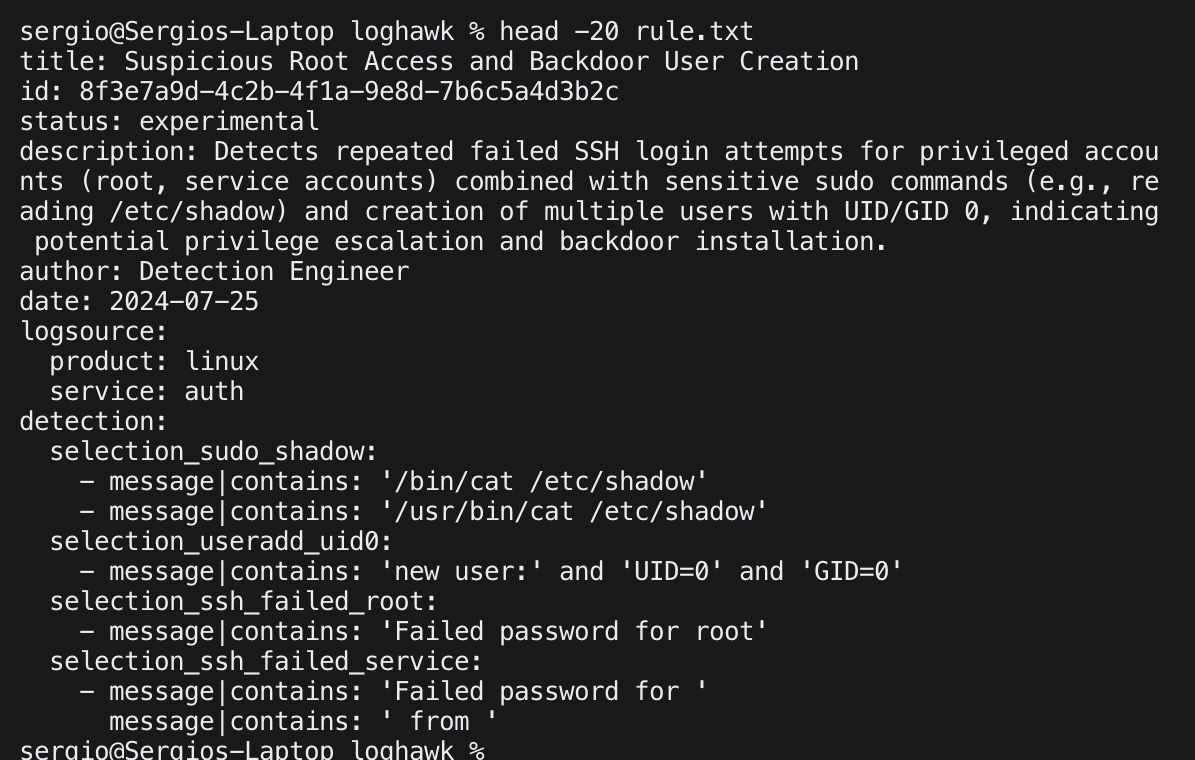 sergio@Sergios-Laptop loghawk % head -20 rule.txt
title: Suspicious Root Access and Backdoor User Creation
id: 8f3e7a9d-4c2b-4f1a-9e8d-7b6c5a4d3b2c
status: experimental
description: Detects repeated failed SSH login attempts for privileged accou
nts (root, service accounts) combined with sensitive sudo commands (e.g., re
ading /etc/shadow) and creation of multiple users with UID/GID 0, indicating
 potential privilege escalation and backdoor installation.
author: Detection Engineer
date: 2024-07-25
logsource:
  product: linux
  service: auth
detection:
  selection_sudo_shadow:
    - message|contains: '/bin/cat /etc/shadow'
    - message|contains: '/usr/bin/cat /etc/shadow'
  selection_useradd_uid0:
    - message|contains: 'new user:' and 'UID=0' and 'GID=0'
  selection_ssh_failed_root:
    - message|contains: 'Failed password for root'
  selection_ssh_failed_service:
    - message|contains: 'Failed password for '
      message|contains: ' from '
sergio@Sergios-Laptop loghawk %